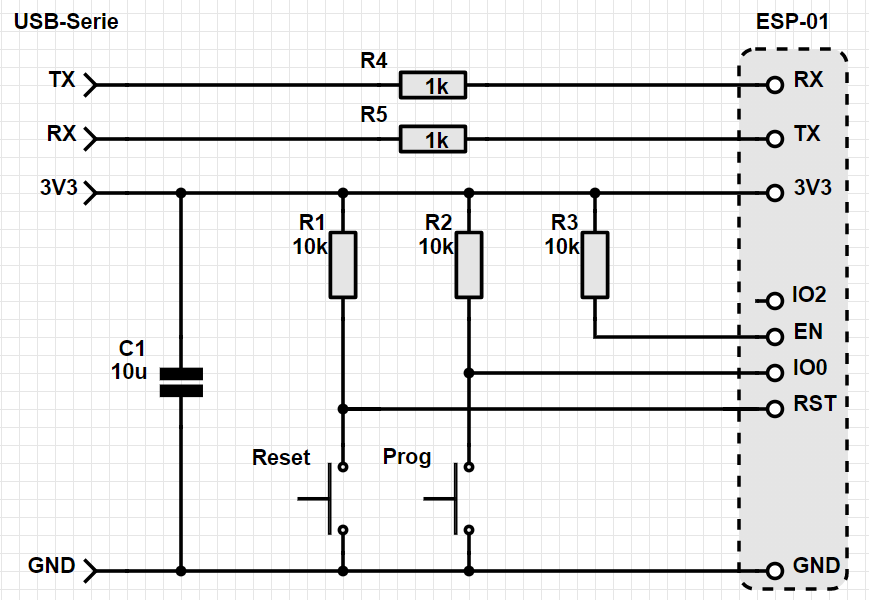 USB-Serie
ESP-01
TX
R4
1k
RX
RX
R5
1k
TX
3V3
3V3
R1
10k
R2
10k
R3
10k
IO2
EN
C1
10u
IO0
RST
Reset
Prog
GND
GND